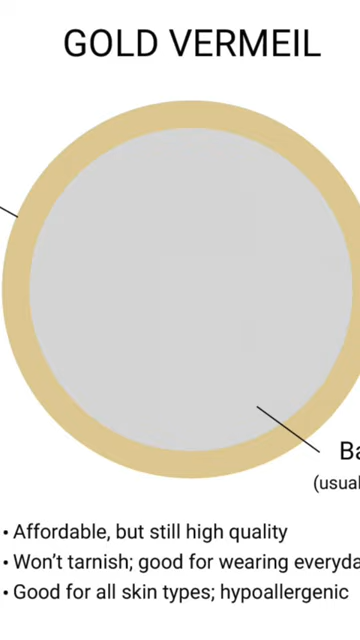 GOLD VERMEIL
Ba
(usual
• Affordable, but still high quality
• Won’t tarnish; good for wearing everyda
• Good for all skin types; hypoallergenic